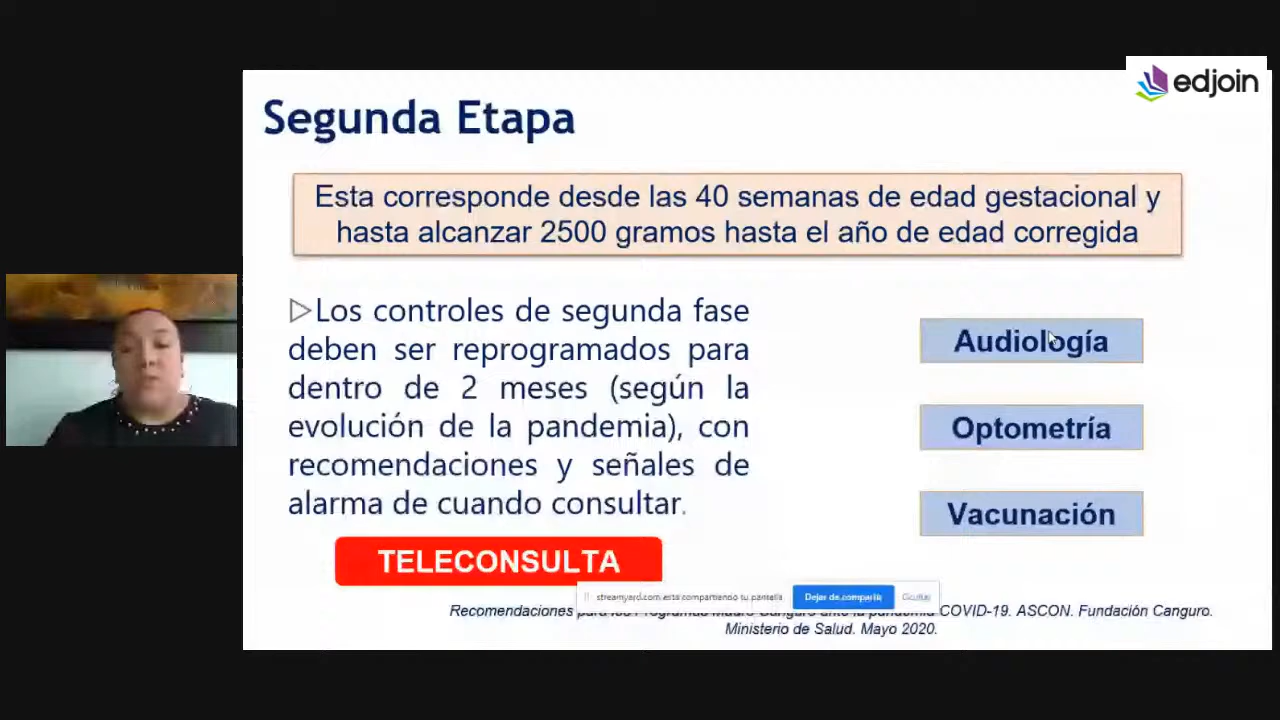 edjoin
Segunda Etapa
Esta corresponde desde las 40 semanas de edad gestacional y
hasta alcanzar 2500 gramos hasta el año de edad corregida
▷Los controles de segunda fase
deben ser reprogramados para
dentro de 2 meses (según la
evolución de la pandemia), con
recomendaciones y señales de
alarma de cuando consultar.
Audiología
Optometría
Vacunación
TELECONSULTA
streamyard.com está compartiendo tu pantalla
Dejar de compartir
Ocultar
Recomendaciones para los Programas Madre Canguro ante la pandemia COVID-19. ASCON. Fundación Canguro.
Ministerio de Salud. Mayo 2020.